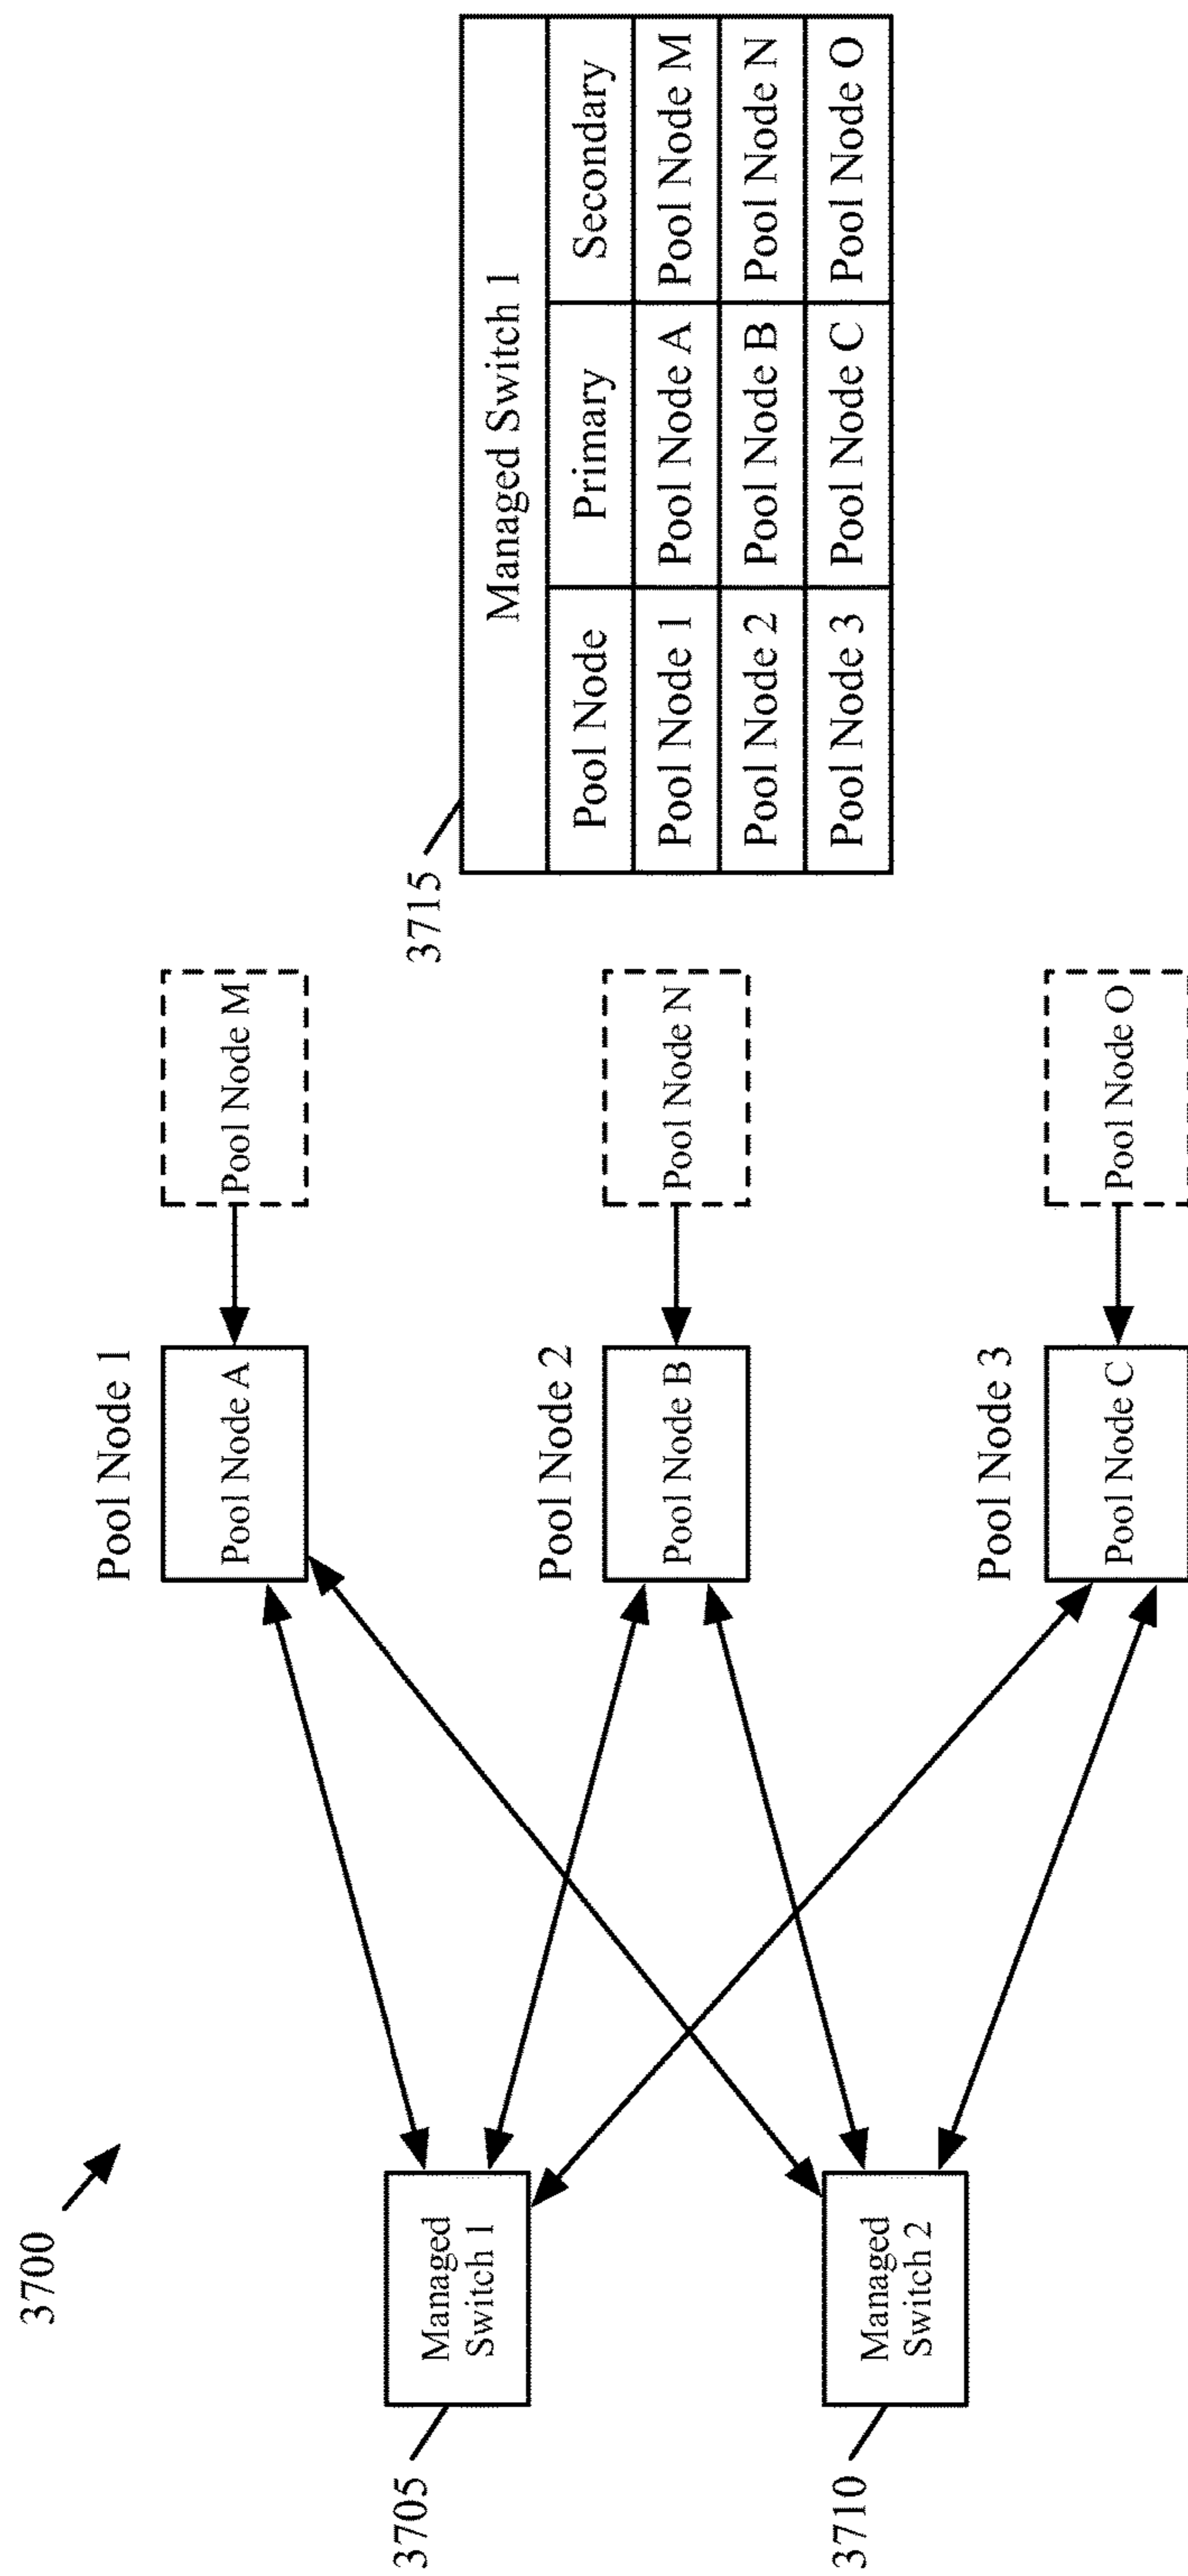 3700
Pool Node 1
Pool Node A
Pool Node M
3705
Managed
Switch 1
Pool Node 2
Pool Node B
Pool Node N
3710
Managed
Switch 2
Pool Node 3
Pool Node C
Pool Node O
3715
Managed Switch 1
Pool Node Primary Secondary
Pool Node 1 Pool Node A Pool Node M
Pool Node 2 Pool Node B Pool Node N
Pool Node 3 Pool Node C Pool Node O